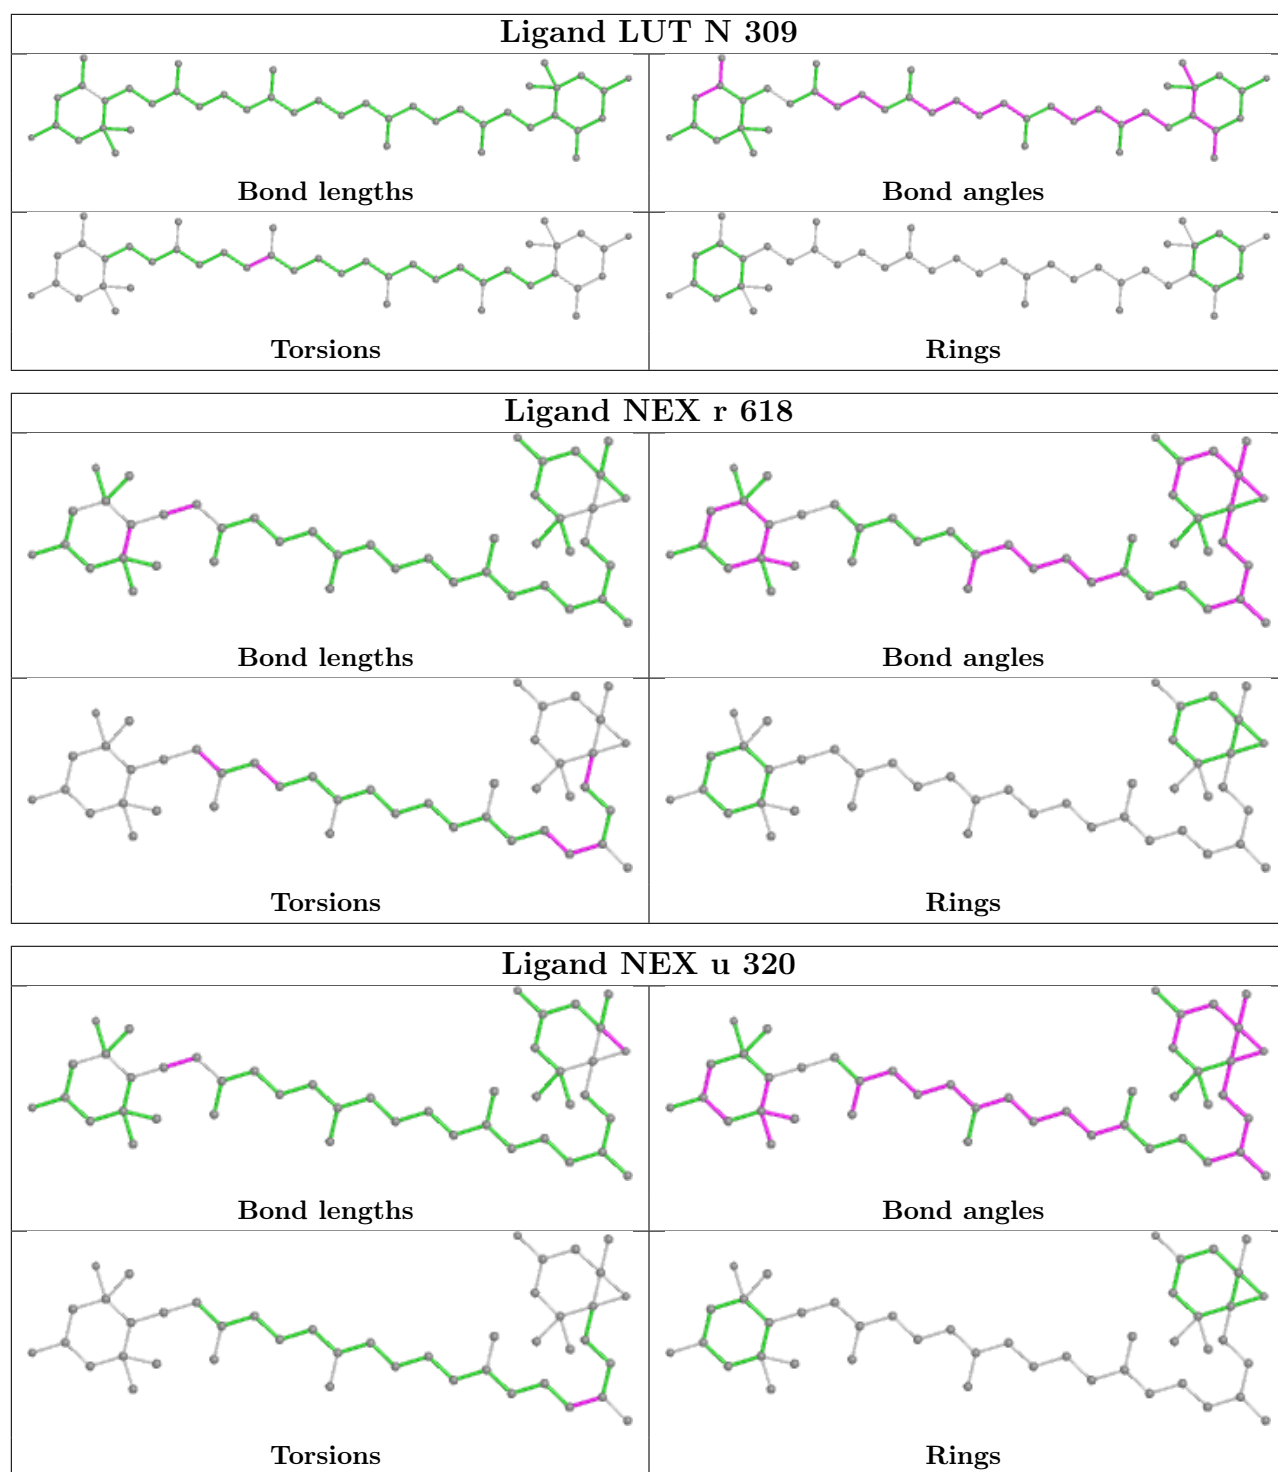 Ligand LUT N 309
Bond lengths
Bond angles
Torsions
Rings
Ligand NEX r 618
Bond lengths
Bond angles
Torsions
Rings
Ligand NEX u 320
Bond lengths
Bond angles
Torsions
Rings